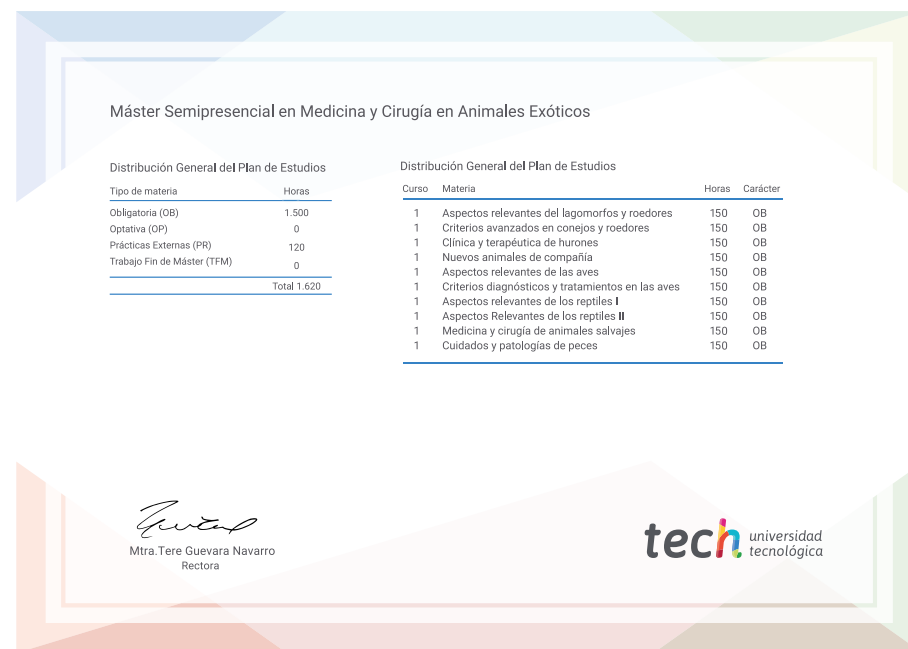 Máster Semipresencial en Medicina y Cirugía en Animales Exóticos
Distribución General del Plan de Estudios
Tipo de materia Horas
Obligatoria (OB) 1.500
Optativa (OP) 0
Prácticas Externas (PR) 120
Trabajo Fin de Máster (TFM) 0
Total 1.620
Distribución General del Plan de Estudios
Curso Materia Horas Carácter
1 Aspectos relevantes del lagomorfos y roedores 150 OB
1 Criterios avanzados en conejos y roedores 150 OB
1 Clínica y terapéutica de hurones 150 OB
1 Nuevos animales de compañía 150 OB
1 Aspectos relevantes de las aves 150 OB
1 Criterios diagnósticos y tratamientos en las aves 150 OB
1 Aspectos relevantes de los reptiles I 150 OB
1 Aspectos Relevantes de los reptiles II 150 OB
1 Medicina y cirugía de animales salvajes 150 OB
1 Cuidados y patologías de peces 150 OB
Mtra.Tere Guevara Navarro
Rectora
tech universidad
tecnológica